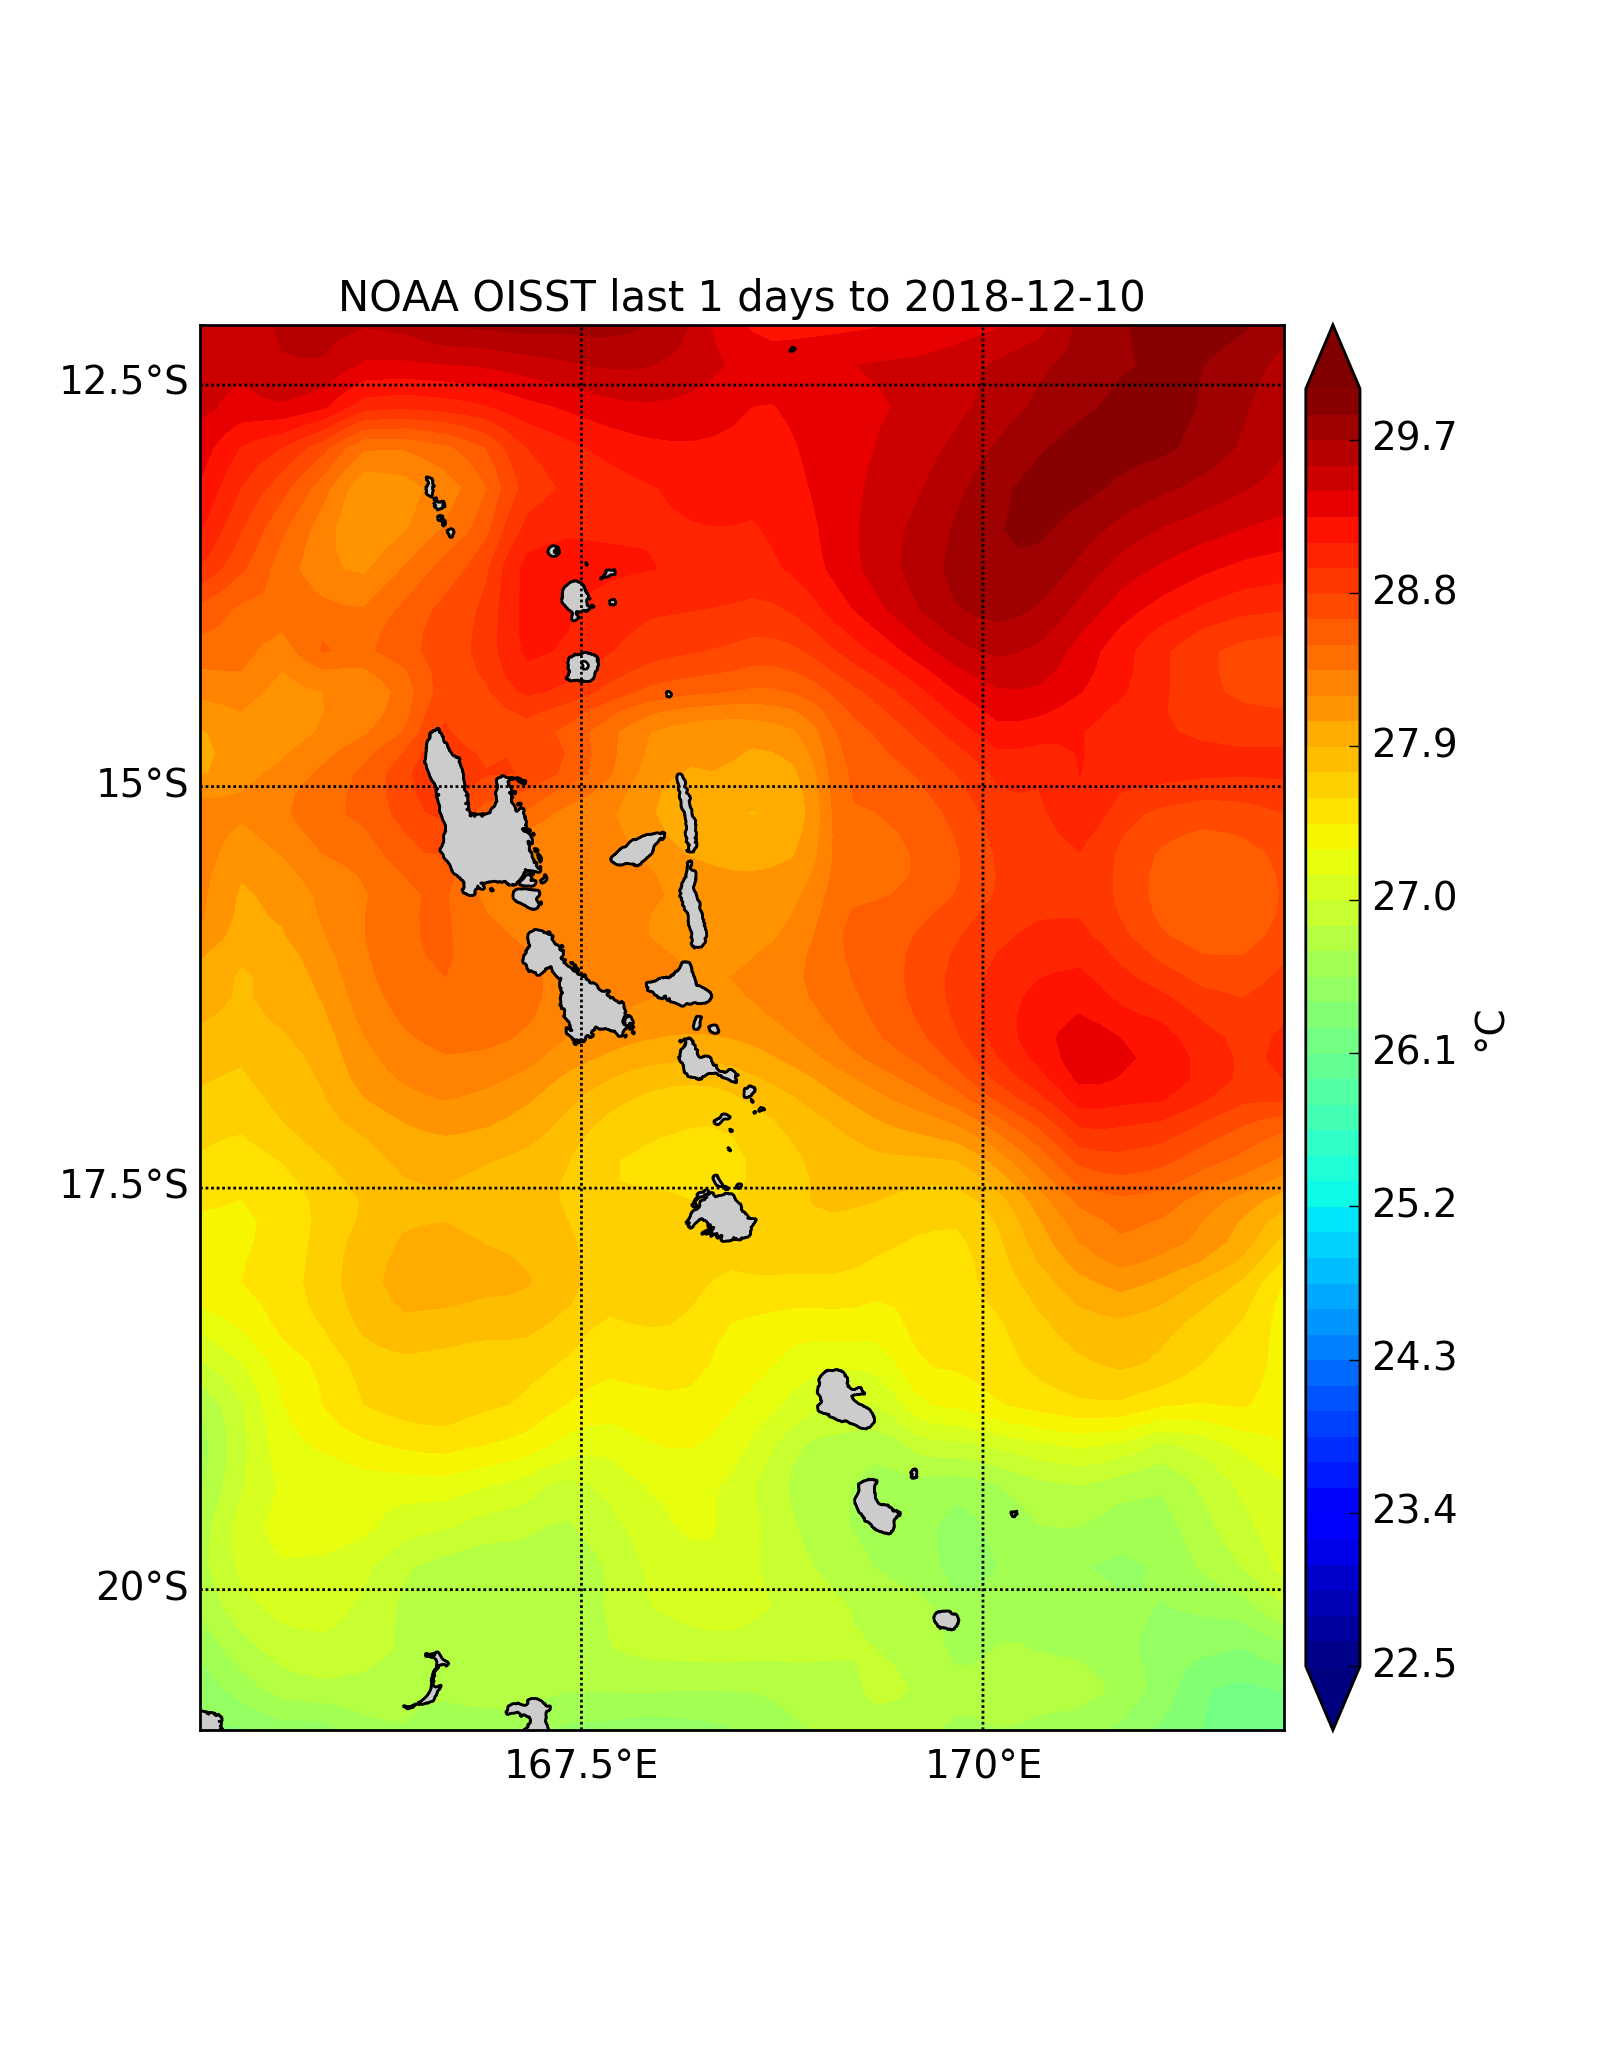 NOAA OISST last 1 days to 2018-12-10
12.5°S
15°S
17.5°S
20°S
167.5°E
170°E
29.7
28.8
27.9
27.0
26.1
25.2
24.3
23.4
22.5
°C